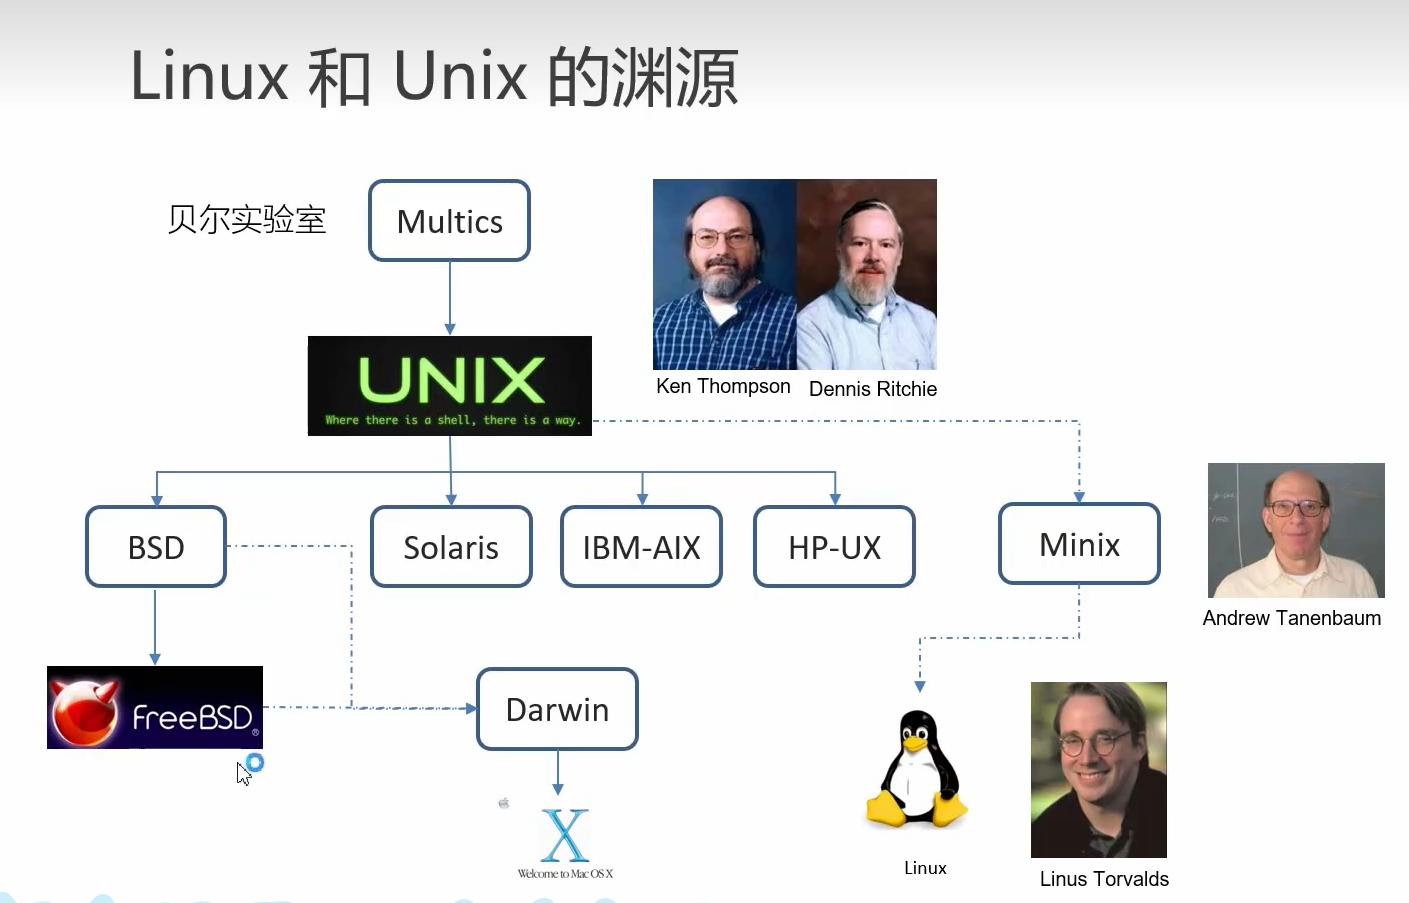 Linux 和 Unix 的渊源
贝尔实验室
Multics
UNIX
Where there is a shell, there is a way.
Ken Thompson
Dennis Ritchie
BSD
Solaris
IBM-AIX
HP-UX
Minix
Andrew Tanenbaum
FreeBSD®
Darwin
X
Welcome to Mac OS X
Linux
Linus Torvalds